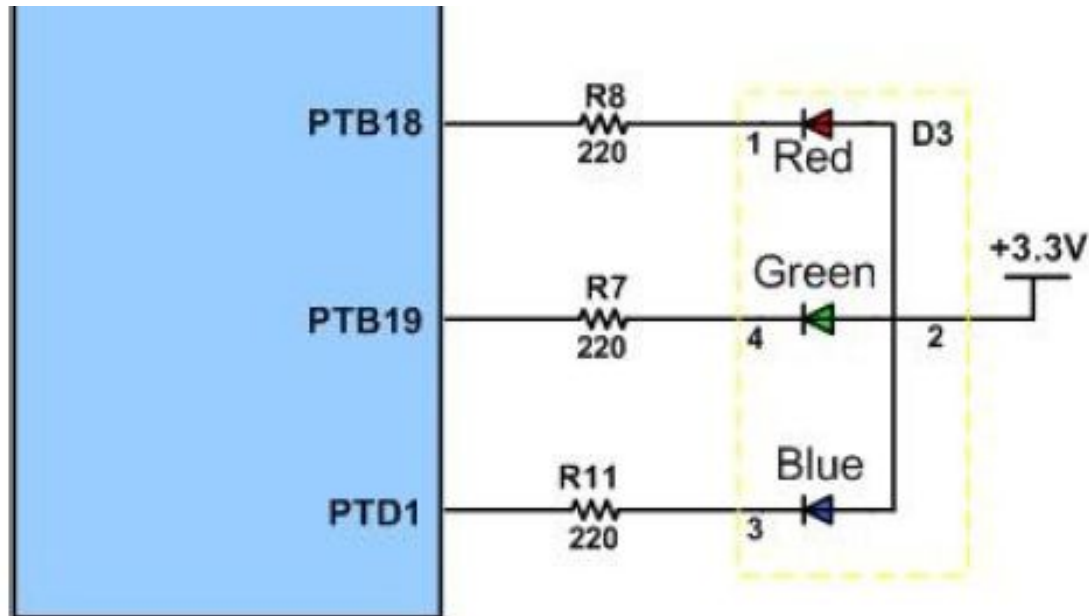 PTB18
R8
220
1
Red
D3
+3.3V
Green
PTB19
R7
220
4
2
Blue
PTD1
R11
220
3